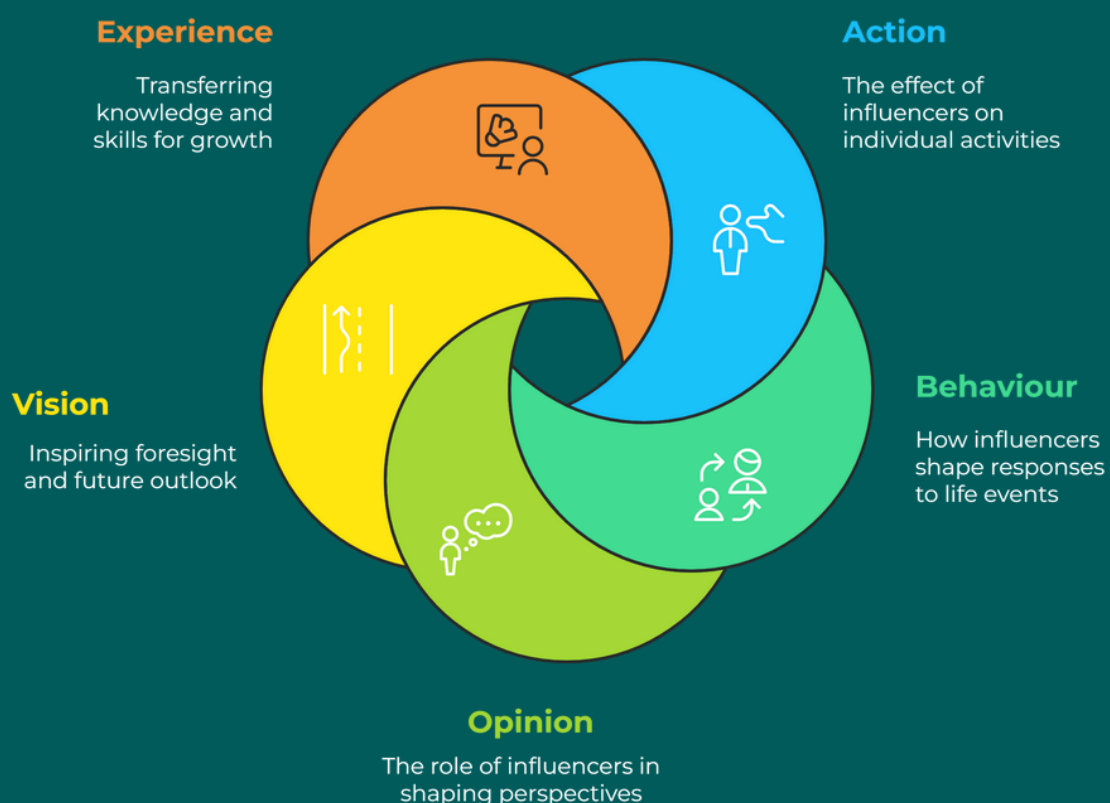 Experience
Transferring
knowledge and
skills for growth
Action
The effect of
influencers on
individual activities
Vision
Inspiring foresight
and future outlook
Behaviour
How influencers
shape responses
to life events
Opinion
The role of influencers in
shaping perspectives